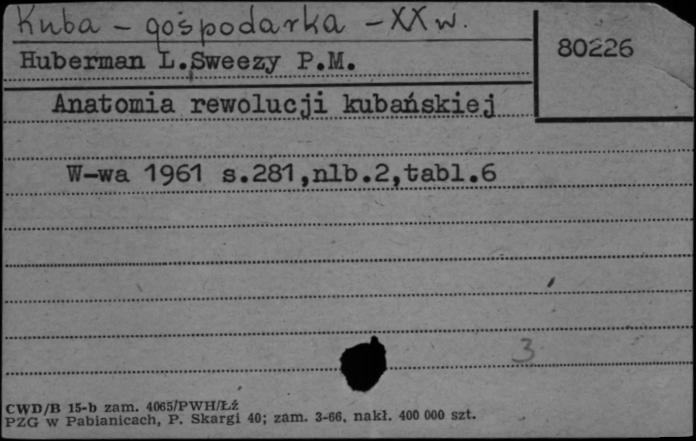 Kuba - gospodarka - XX w.
80226
Huberman L.Sweezy P.M.
Anatomia rewolucji kubańskiej
W-wa 1961 s.281,nlb.2,tabl.6
3
CWD/B 15-b zam. 4065/PWH/Łź
PZG w Pabianicach, P. Skargi 40; zam. 3-66, nakł. 400 000 szt.